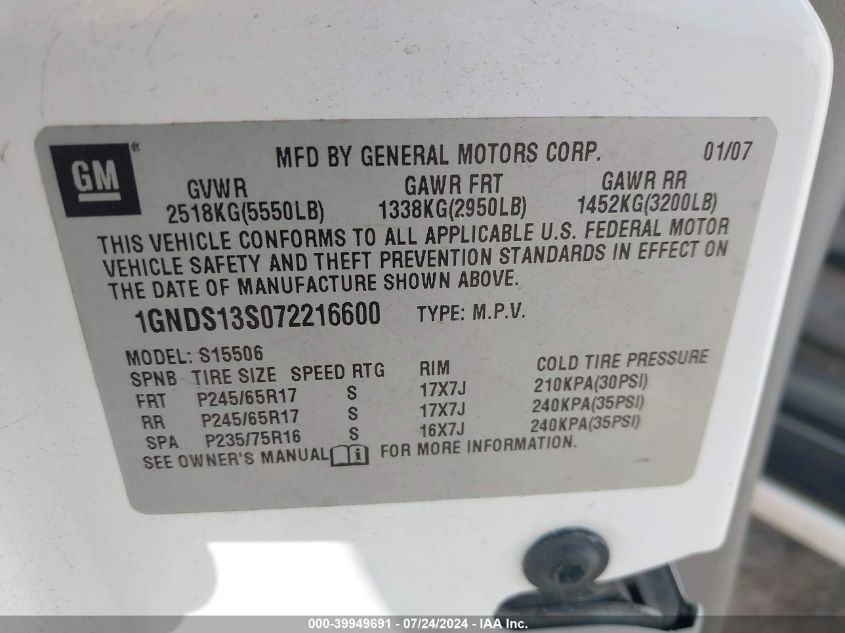 GM® MFD BY GENERAL MOTORS CORP. 01/07
GVWR GAWR FRT GAWR RR
2518KG(5550LB) 1338KG(2950LB) 1452KG(3200LB)
THIS VEHICLE CONFORMS TO ALL APPLICABLE U.S. FEDERAL MOTOR
VEHICLE SAFETY AND THEFT PREVENTION STANDARDS IN EFFECT ON
THE DATE OF MANUFACTURE SHOWN ABOVE.
1GNDS13S072216600 TYPE: M.P.V.
MODEL: S15506
SPNB TIRE SIZE SPEED RTG RIM COLD TIRE PRESSURE
FRT P245/65R17 S 17X7J 210KPA(30PSI)
RR P245/65R17 S 17X7J 240KPA(35PSI)
SPA P235/75R16 S 16X7J 240KPA(35PSI)
SEE OWNER'S MANUAL i FOR MORE INFORMATION.
000-39949691 - 07/24/2024 - IAA Inc.